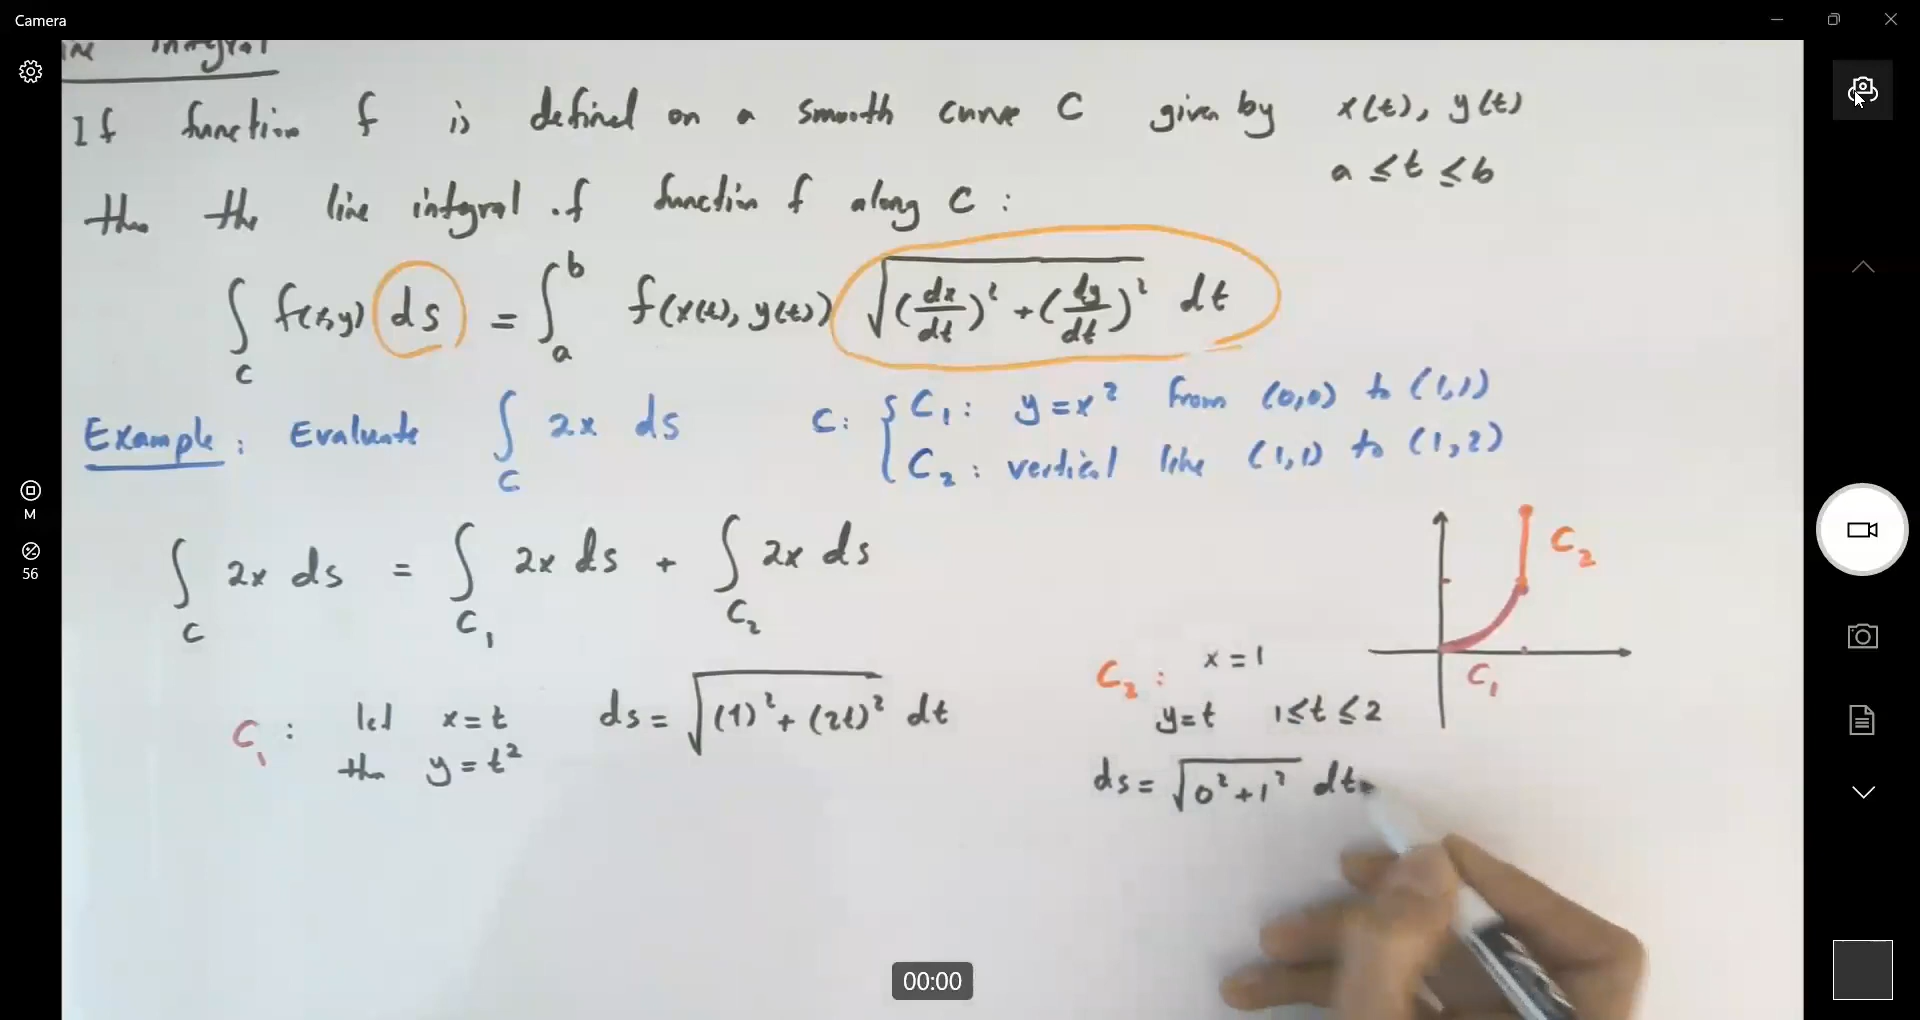 Camera
line integral
If function f is defined on a smooth curve C given by x(t), y(t)
a ≤ t ≤ b
then the line integral of function f along C :
∫_C f(x,y) ds = ∫_a^b f(x(t), y(t)) √((dx/dt)² + (dy/dt)²) dt
Example : Evaluate ∫_C 2x ds C: { C₁ : y = x² from (0,0) to (1,1)
C₂ : vertical line (1,1) to (1,2)
∫_C 2x ds = ∫_C₁ 2x ds + ∫_C₂ 2x ds
C₂
C₁
C₁ : let x = t
then y = t²
ds = √((1)² + (2t)²) dt
C₂ : x = 1
y = t 1 ≤ t ≤ 2
ds = √(0² + 1²) dt
M
56
00:00